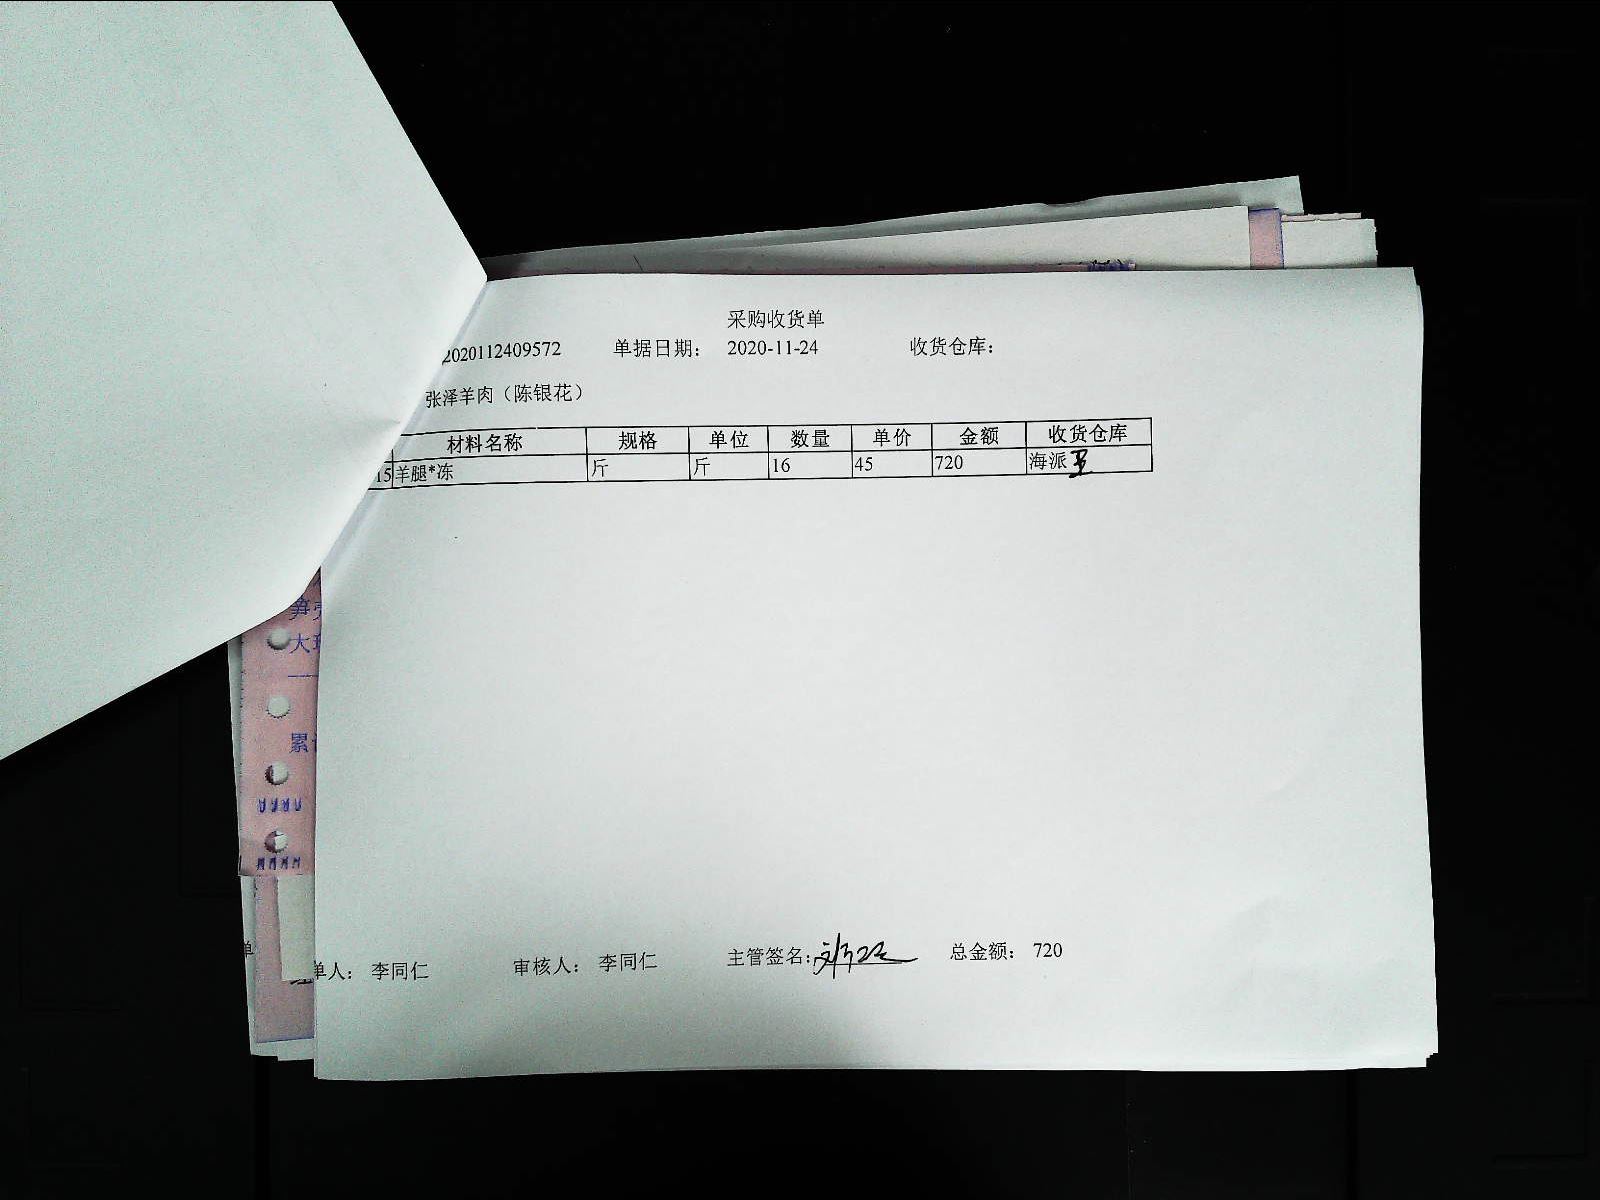 采购收货单
2020112409572 单据日期： 2020-11-24 收货仓库：
张泽羊肉（陈银花）
材料名称 规格 单位 数量 单价 金额 收货仓库
15 羊腿*冻 斤 斤 16 45 720 海派
大
累
单
单人： 李同仁 审核人： 李同仁 主管签名： 总金额： 720